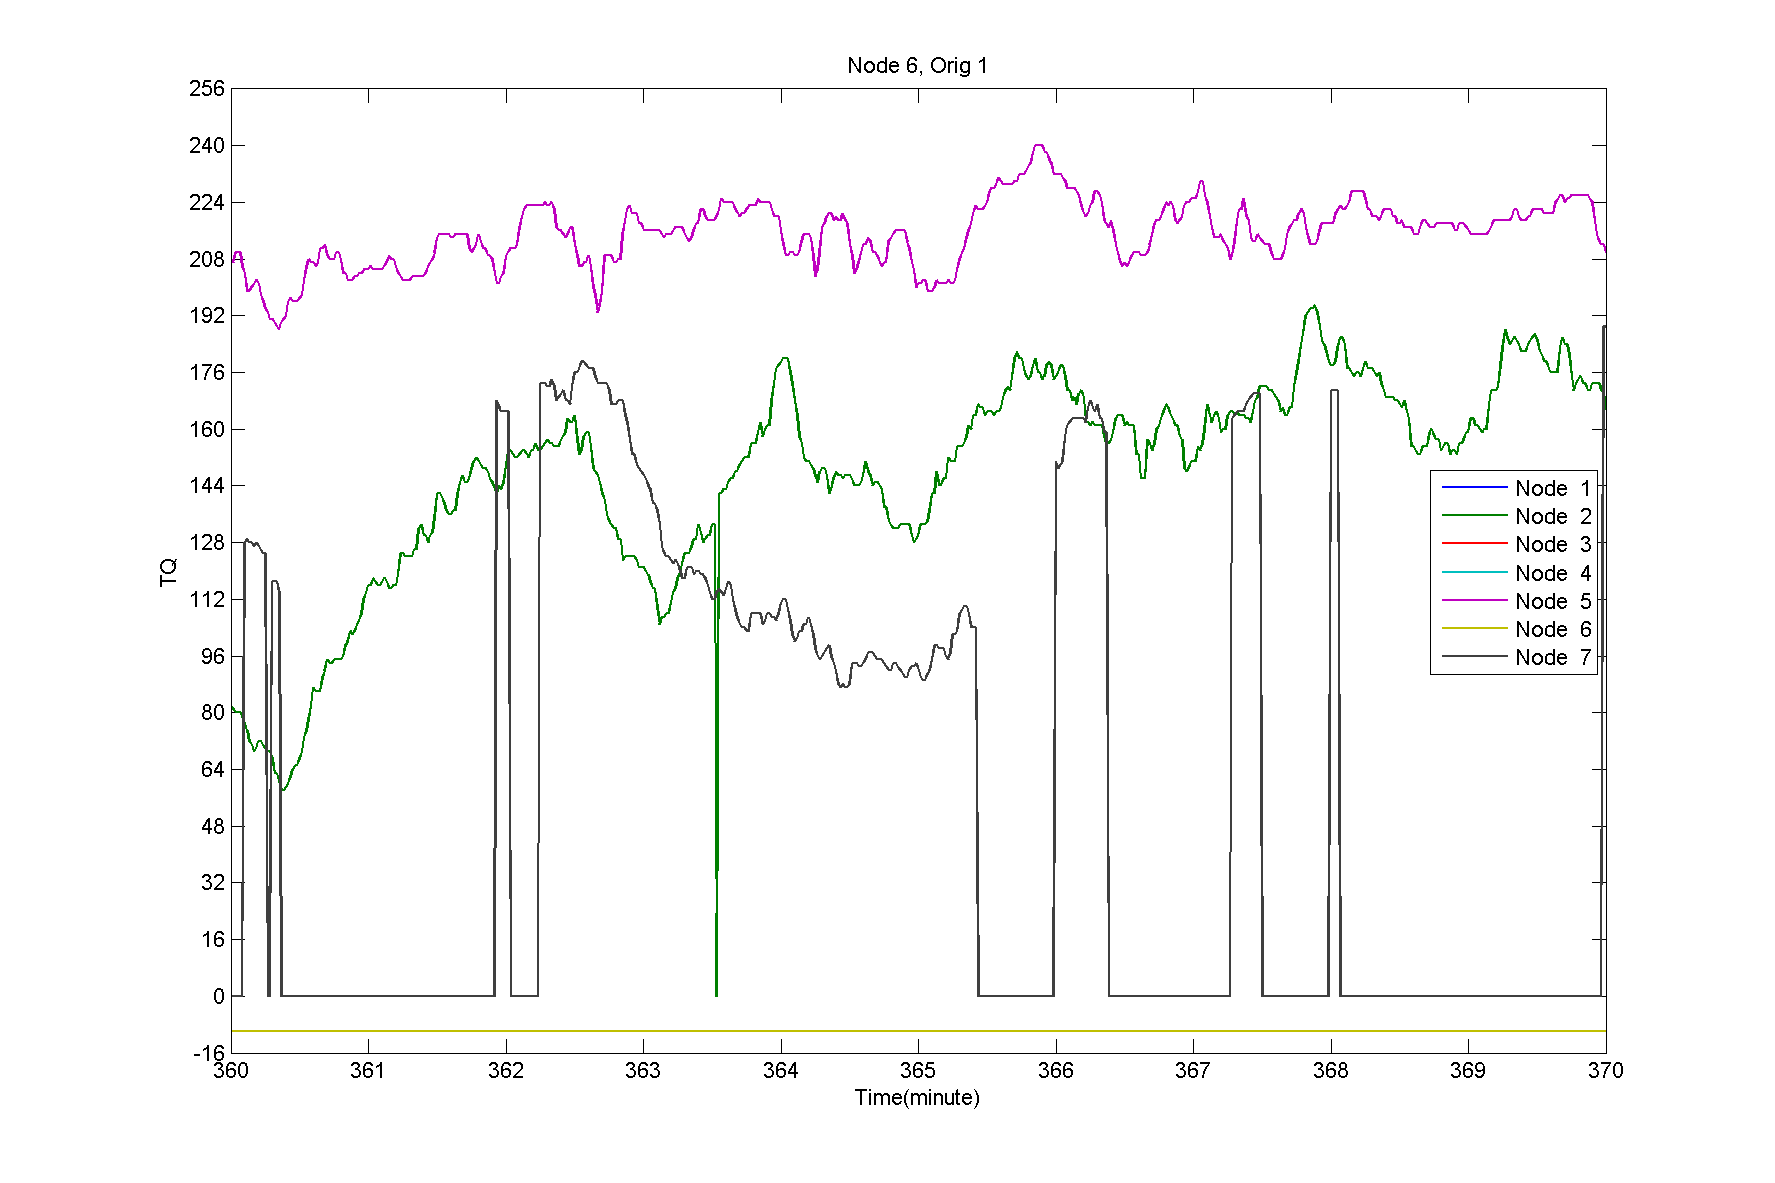 Node 6, Orig 1
256
240
224
208
192
176
160
144
128
112
96
80
64
48
32
16
0
-16
TQ
Node 1
Node 2
Node 3
Node 4
Node 5
Node 6
Node 7
360 361 362 363 364 365 366 367 368 369 370
Time(minute)